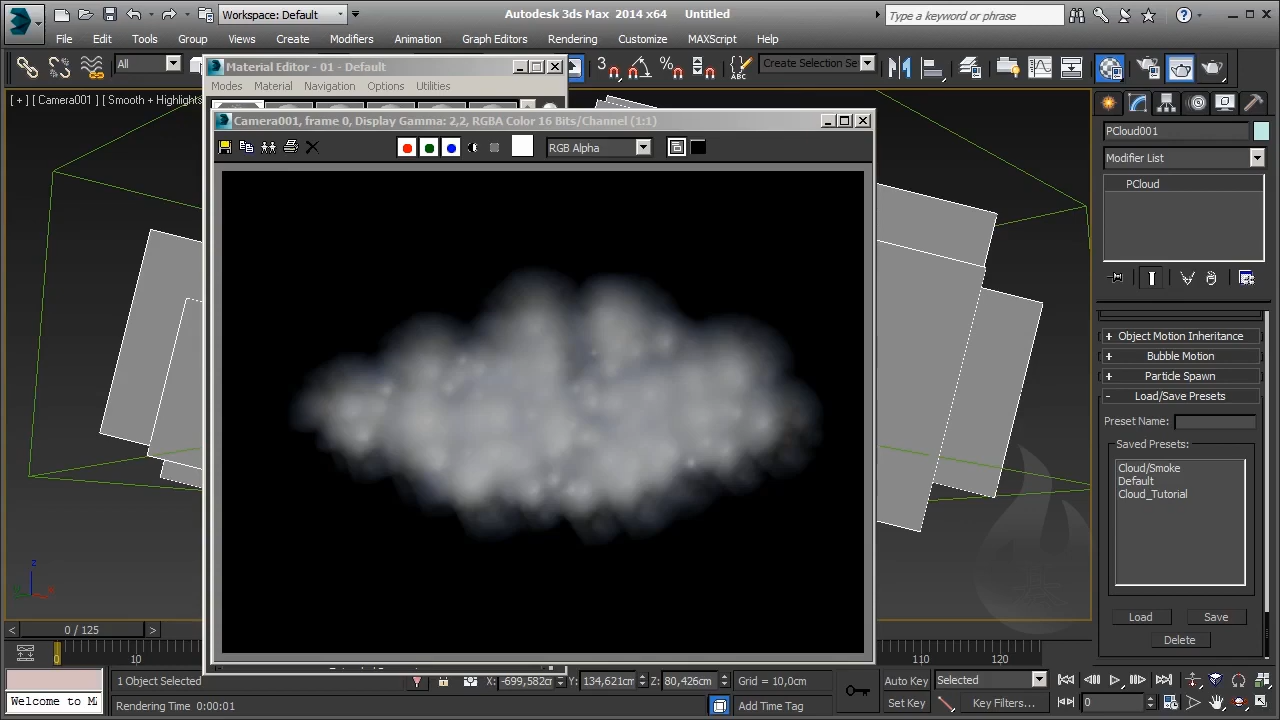 Workspace: Default
Autodesk 3ds Max 2014 x64 Untitled
Type a keyword or phrase
File Edit Tools Group Views Create Modifiers Animation Graph Editors Rendering Customize MAXScript Help
All
Create Selection Se
Material Editor - 01 - Default
Modes Material Navigation Options Utilities
[ + ] [ Camera001 ] [ Smooth + Highlights
Camera001, frame 0, Display Gamma: 2,2, RGBA Color 16 Bits/Channel (1:1)
RGB Alpha
PCloud001
Modifier List
PCloud
+ Object Motion Inheritance
+ Bubble Motion
+ Particle Spawn
- Load/Save Presets
Preset Name:
Saved Presets:
Cloud/Smoke
Default
Cloud_Tutorial
Load Save
Delete
z
< 0 / 125 >
0 10 110 120
1 Object Selected X: -699,582cm Y: 134,621cm Z: 80,426cm Grid = 10,0cm Auto Key Selected
Welcome to MA
Rendering Time 0:00:01 Add Time Tag Set Key Key Filters... 0